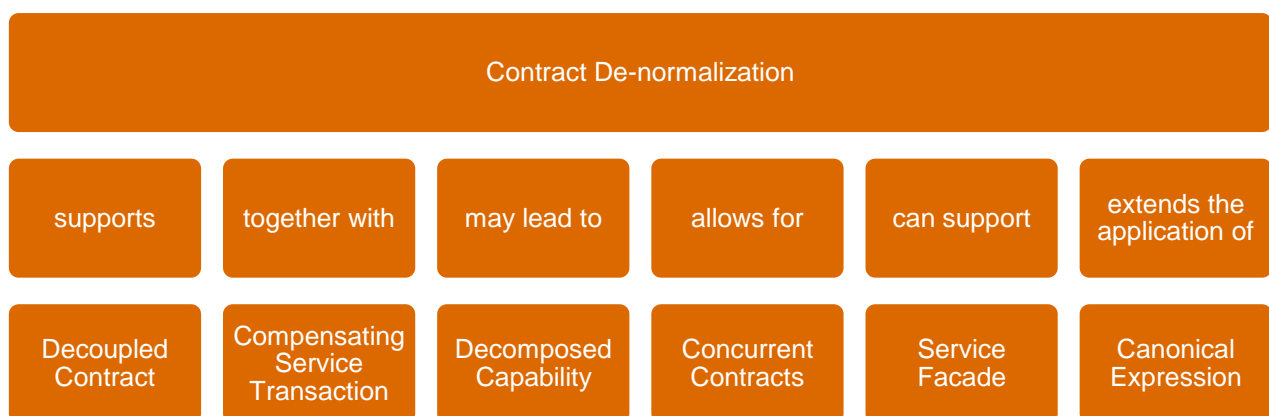 Contract De-normalization
supports
together with
may lead to
allows for
can support
extends the
application of
Decoupled
Contract
Compensating
Service
Transaction
Decomposed
Capability
Concurrent
Contracts
Service
Facade
Canonical
Expression